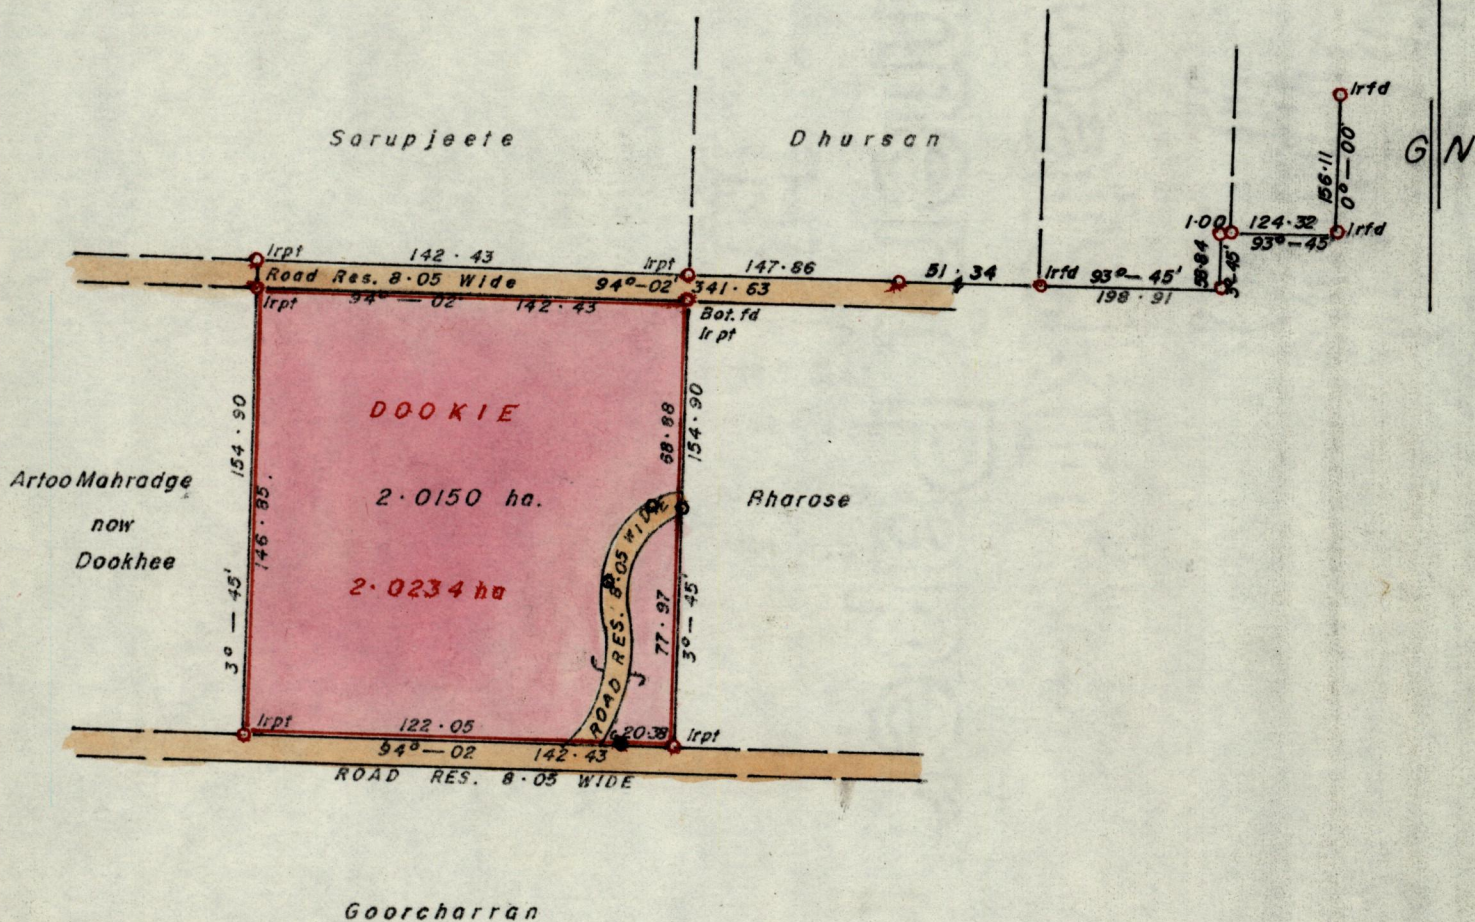 Irfd
G N
156·11
0°—00'
Sarupjeete
Dhursan
1·00 124·32
Irfd
93°—45'
58·84
3°-45'
Irpt 142·43 Irpt 147·86 51·34 Irfd 93°—45'
Road Res. 8·05 Wide 94°—02' 341·63
198·91
Irpt 94°—02' 142·43
Bot. fd
Ir pt
DOOKIE
154·90
68·88
154·90
Artoo Mahradge
now
Dookhee
2·0150 ha.
Bharose
146·85.
2·0234 ha
ROAD RES. 8·05 WIDE
3°—45'
77·97
3°—45'
Irpt 122·05 20·38 Irpt
94°—02 142·43
ROAD RES. 8·05 WIDE
Goorcharran